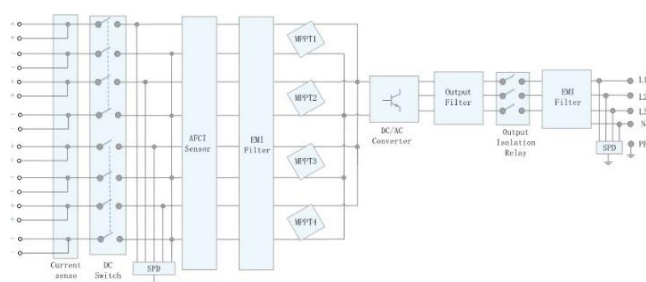 MPPT1
MPPT2
MPPT3
MPPT4
AFCI
Sensor
EMI
Filter
DC/AC
Converter
Output
Filter
Output
Isolation
Relay
EMI
Filter
L1
L2
L3
N
PE
SPD
SPD
Current
sense
DC
Switch